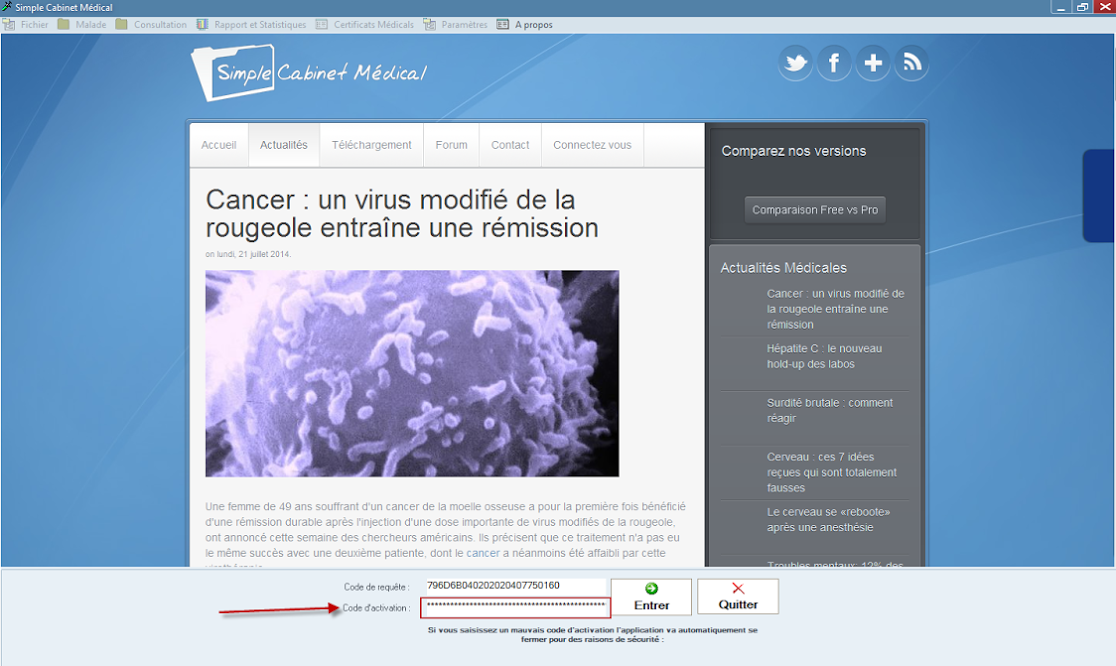 Simple Cabinet Médical
Fichier Malade Consultation Rapport et Statistiques Certificats Médicals Paramètres A propos
Simple Cabinet Médical
Accueil Actualités Téléchargement Forum Contact Connectez vous
Cancer : un virus modifié de la
rougeole entraîne une rémission
on lundi, 21 juillet 2014.
Une femme de 49 ans souffrant d'un cancer de la moelle osseuse a pour la première fois bénéficié
d'une rémission durable après l'injection d'une dose importante de virus modifiés de la rougeole,
ont annoncé cette semaine des chercheurs américains. Ils précisent que ce traitement n'a pas eu
le même succès avec une deuxième patiente, dont le cancer a néanmoins été affaibli par cette
Comparez nos versions
Comparaison Free vs Pro
Actualités Médicales
Cancer : un virus modifié de
la rougeole entraîne une
rémission
Hépatite C : le nouveau
hold-up des labos
Surdité brutale : comment
réagir
Cerveau : ces 7 idées
reçues qui sont totalement
fausses
Le cerveau se «reboote»
après une anesthésie
Troubles mentaux: 12% des
Code de requête : 796D6B040202020407750160
Code d'activation : **********************************************
Entrer
Quitter
Si vous saisissez un mauvais code d'activation l'application va automatiquement se
fermer pour des raisons de sécurité :